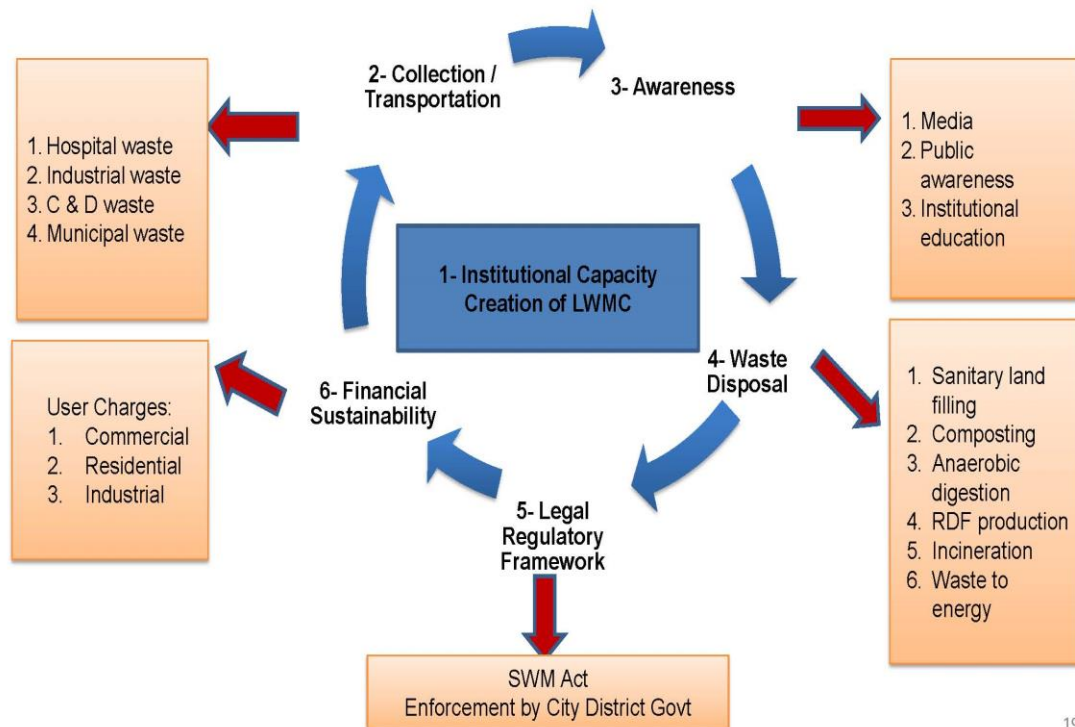 2- Collection /
Transportation
3- Awareness
1. Hospital waste
2. Industrial waste
3. C & D waste
4. Municipal waste
1. Media
2. Public
awareness
3. Institutional
education
1- Institutional Capacity
Creation of LWMC
4- Waste
Disposal
1. Sanitary land
filling
2. Composting
3. Anaerobic
digestion
4. RDF production
5. Incineration
6. Waste to
energy
6- Financial
Sustainability
User Charges:
1. Commercial
2. Residential
3. Industrial
5- Legal
Regulatory
Framework
SWM Act
Enforcement by City District Govt
19